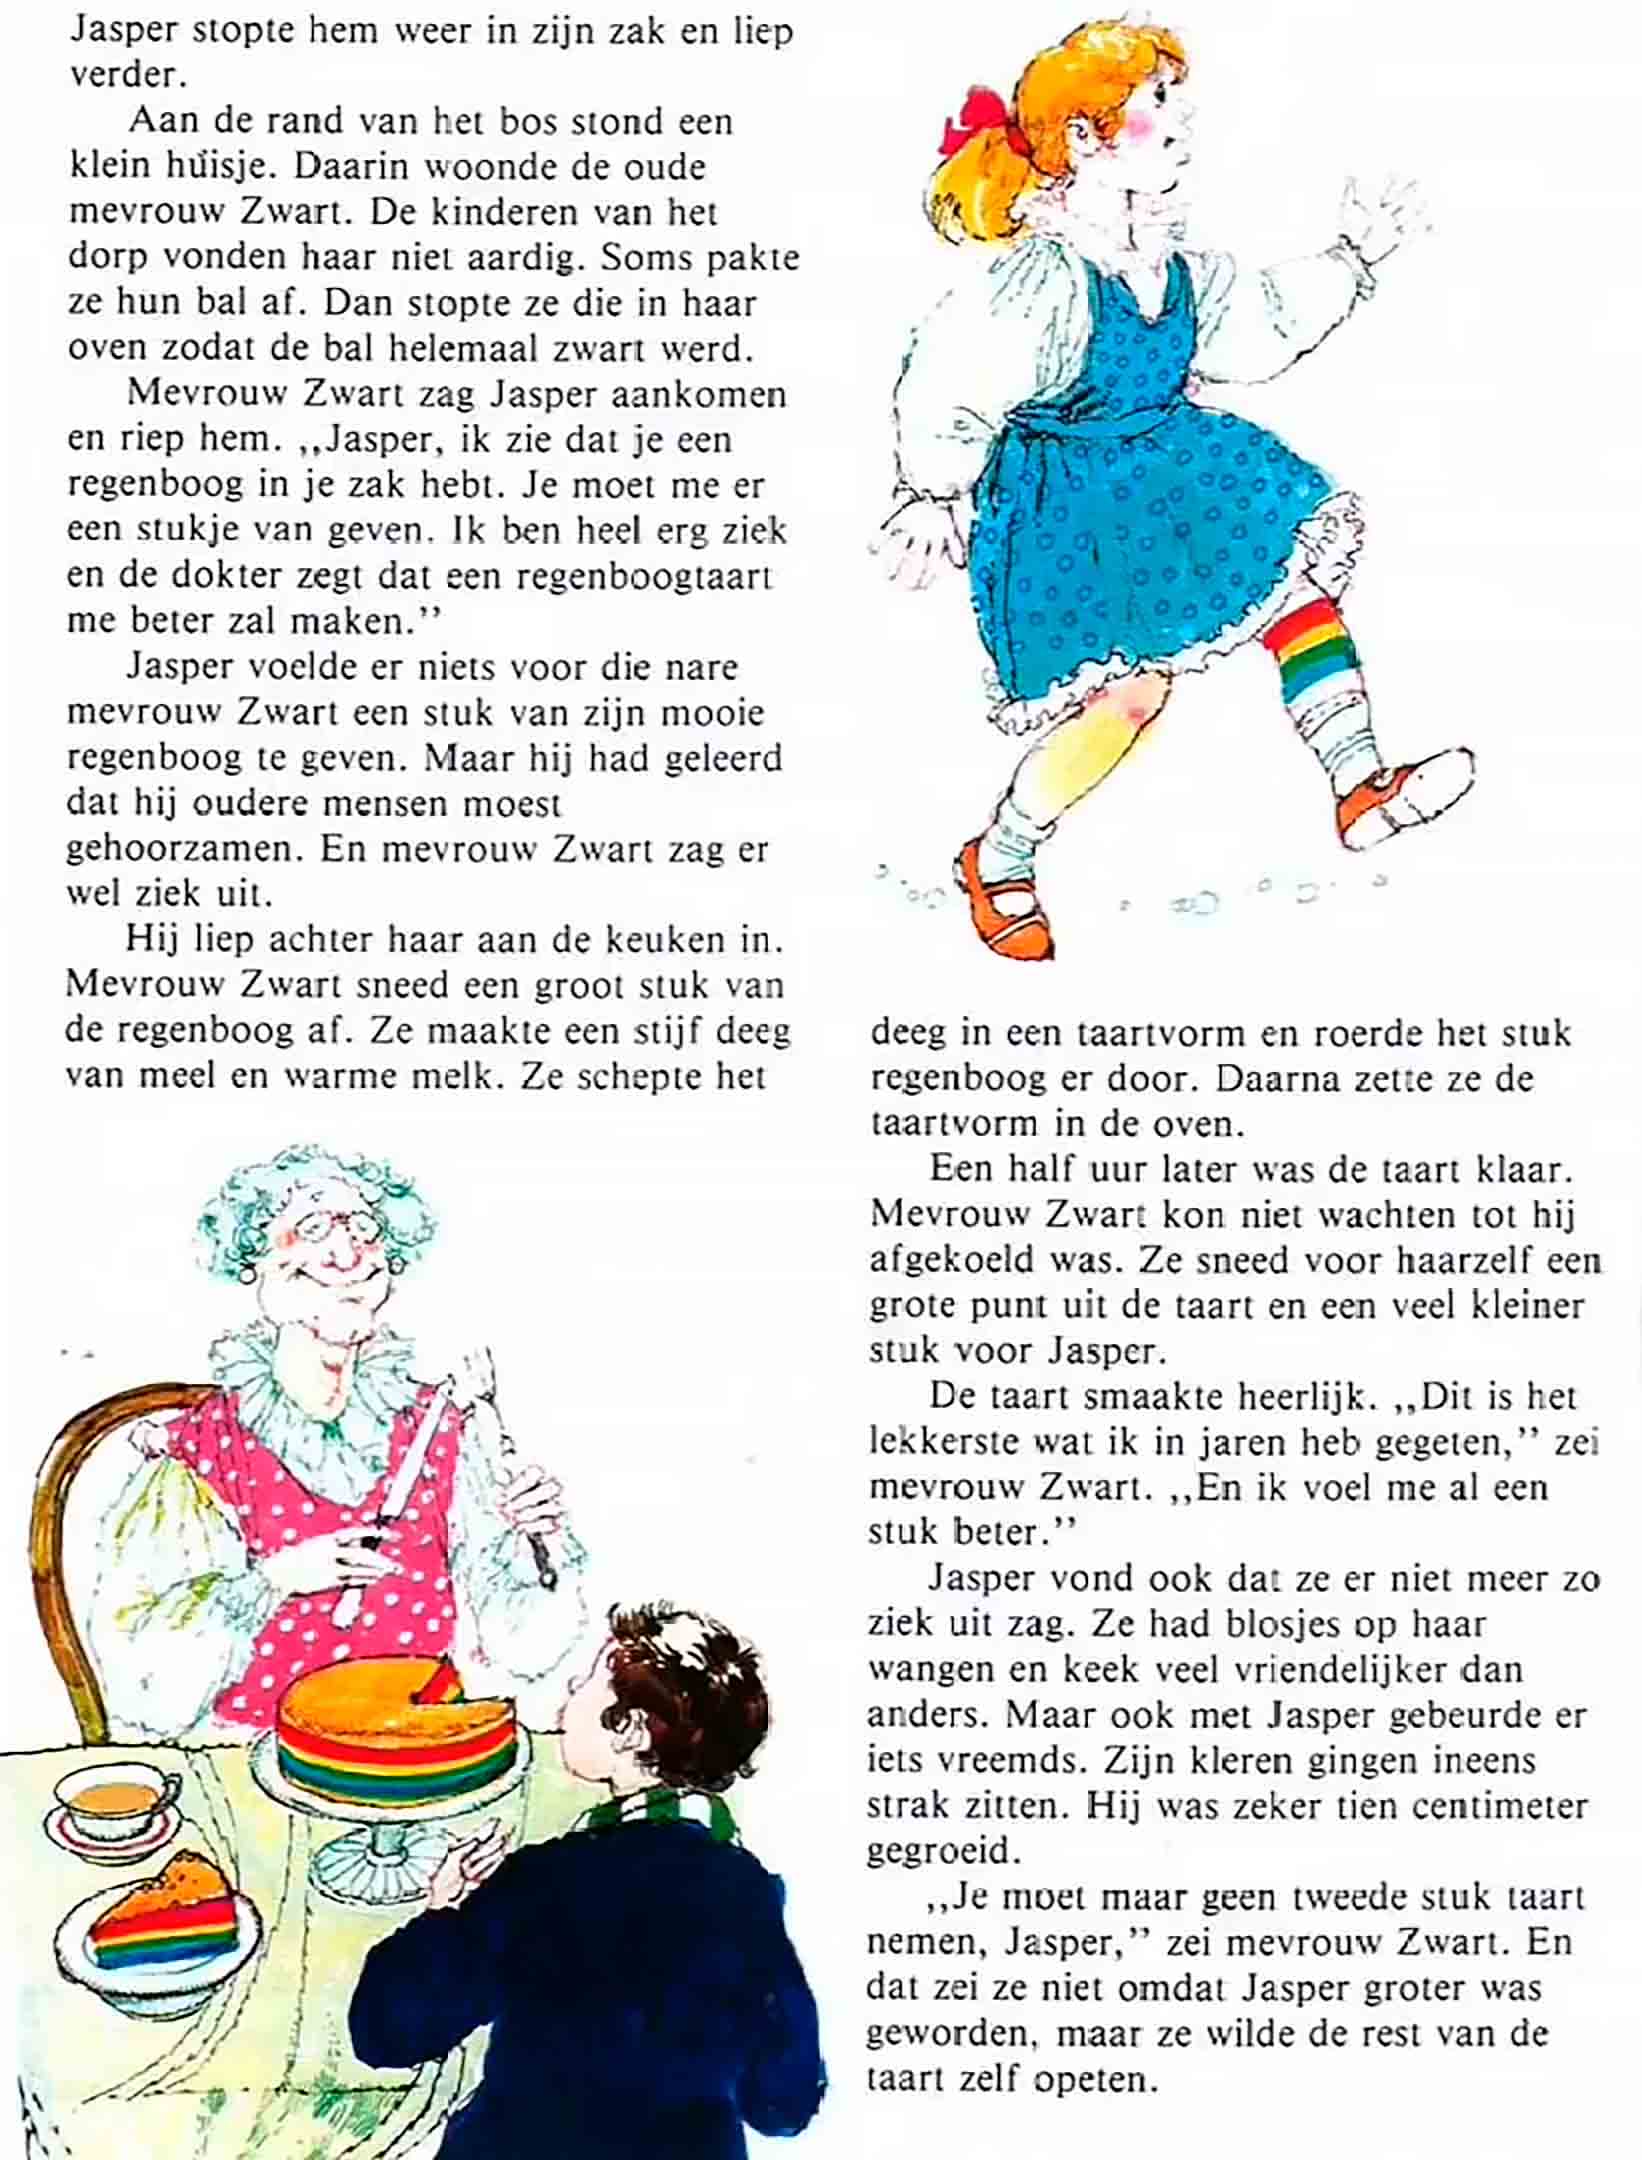 Jasper stopte hem weer in zijn zak en liep
verder.
Aan de rand van het bos stond een
klein huisje. Daarin woonde de oude
mevrouw Zwart. De kinderen van het
dorp vonden haar niet aardig. Soms pakte
ze hun bal af. Dan stopte ze die in haar
oven zodat de bal helemaal zwart werd.
Mevrouw Zwart zag Jasper aankomen
en riep hem. ,,Jasper, ik zie dat je een
regenboog in je zak hebt. Je moet me er
een stukje van geven. Ik ben heel erg ziek
en de dokter zegt dat een regenboogtaart
me beter zal maken.”
Jasper voelde er niets voor die nare
mevrouw Zwart een stuk van zijn mooie
regenboog te geven. Maar hij had geleerd
dat hij oudere mensen moest
gehoorzamen. En mevrouw Zwart zag er
wel ziek uit.
Hij liep achter haar aan de keuken in.
Mevrouw Zwart sneed een groot stuk van
de regenboog af. Ze maakte een stijf deeg
van meel en warme melk. Ze schepte het
deeg in een taartvorm en roerde het stuk
regenboog er door. Daarna zette ze de
taartvorm in de oven.
Een half uur later was de taart klaar.
Mevrouw Zwart kon niet wachten tot hij
afgekoeld was. Ze sneed voor haarzelf een
grote punt uit de taart en een veel kleiner
stuk voor Jasper.
De taart smaakte heerlijk. ,,Dit is het
lekkerste wat ik in jaren heb gegeten,” zei
mevrouw Zwart. ,,En ik voel me al een
stuk beter.”
Jasper vond ook dat ze er niet meer zo
ziek uit zag. Ze had blosjes op haar
wangen en keek veel vriendelijker dan
anders. Maar ook met Jasper gebeurde er
iets vreemds. Zijn kleren gingen ineens
strak zitten. Hij was zeker tien centimeter
gegroeid.
,,Je moet maar geen tweede stuk taart
nemen, Jasper,” zei mevrouw Zwart. En
dat zei ze niet omdat Jasper groter was
geworden, maar ze wilde de rest van de
taart zelf opeten.